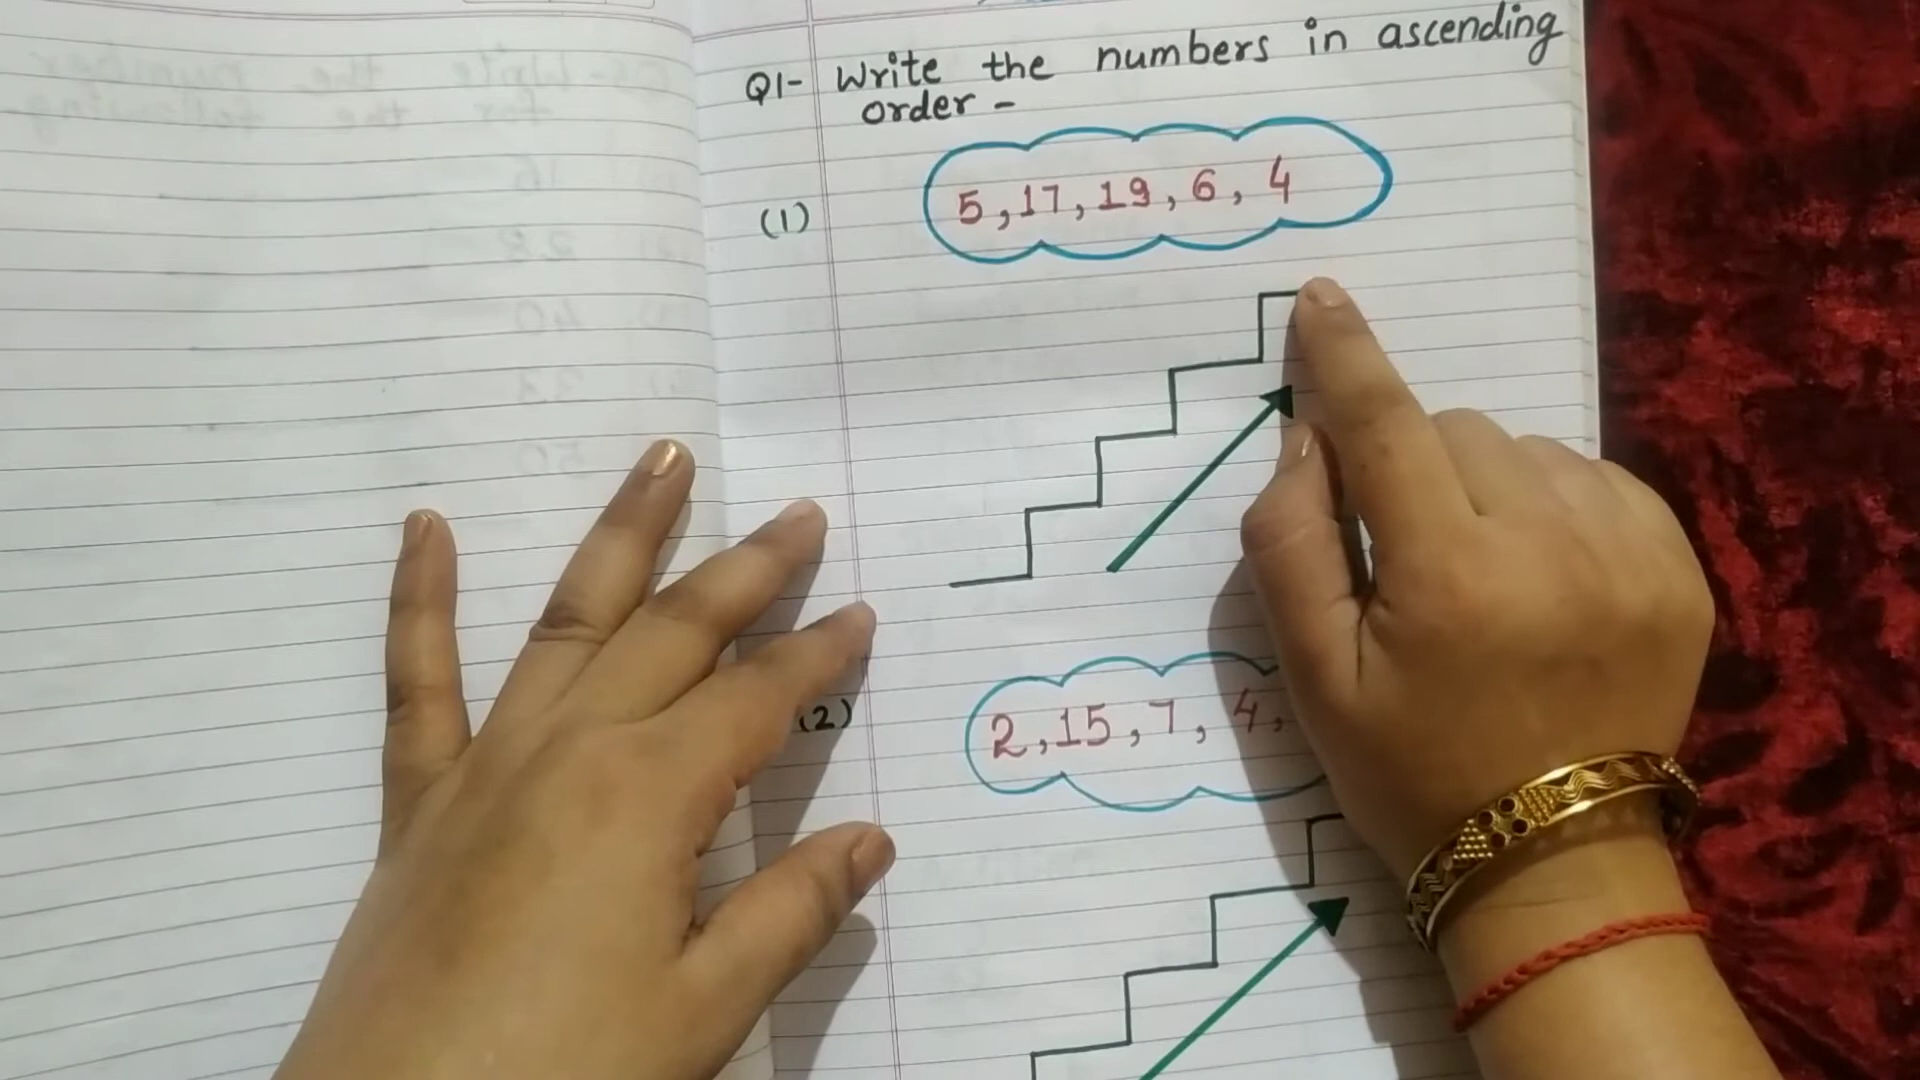 Q1- Write the numbers in ascending
order -
(1)
5, 17, 19, 6, 4
(2)
2, 15, 7, 4,